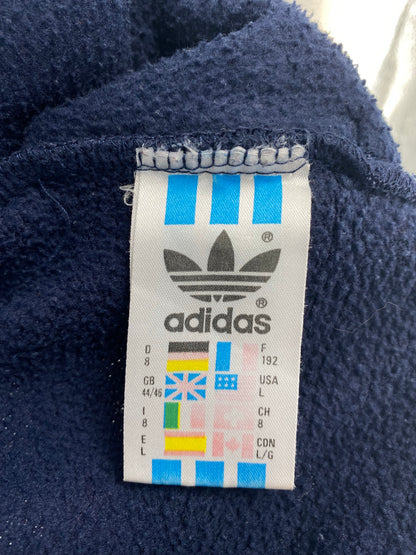 ®
®
adidas
D F
8 192
GB USA
44/46 L
I CH
8 8
E CDN
L L/G